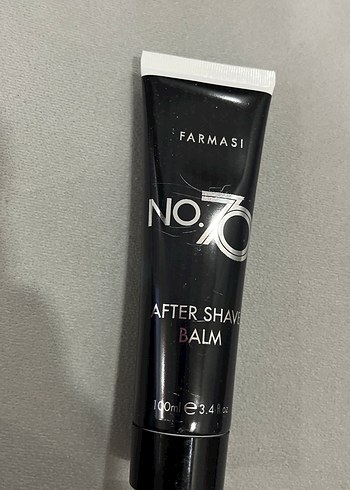 FARMASI
NO.70
AFTER SHAVE
BALM
100ml ℮ 3.4 fl.oz